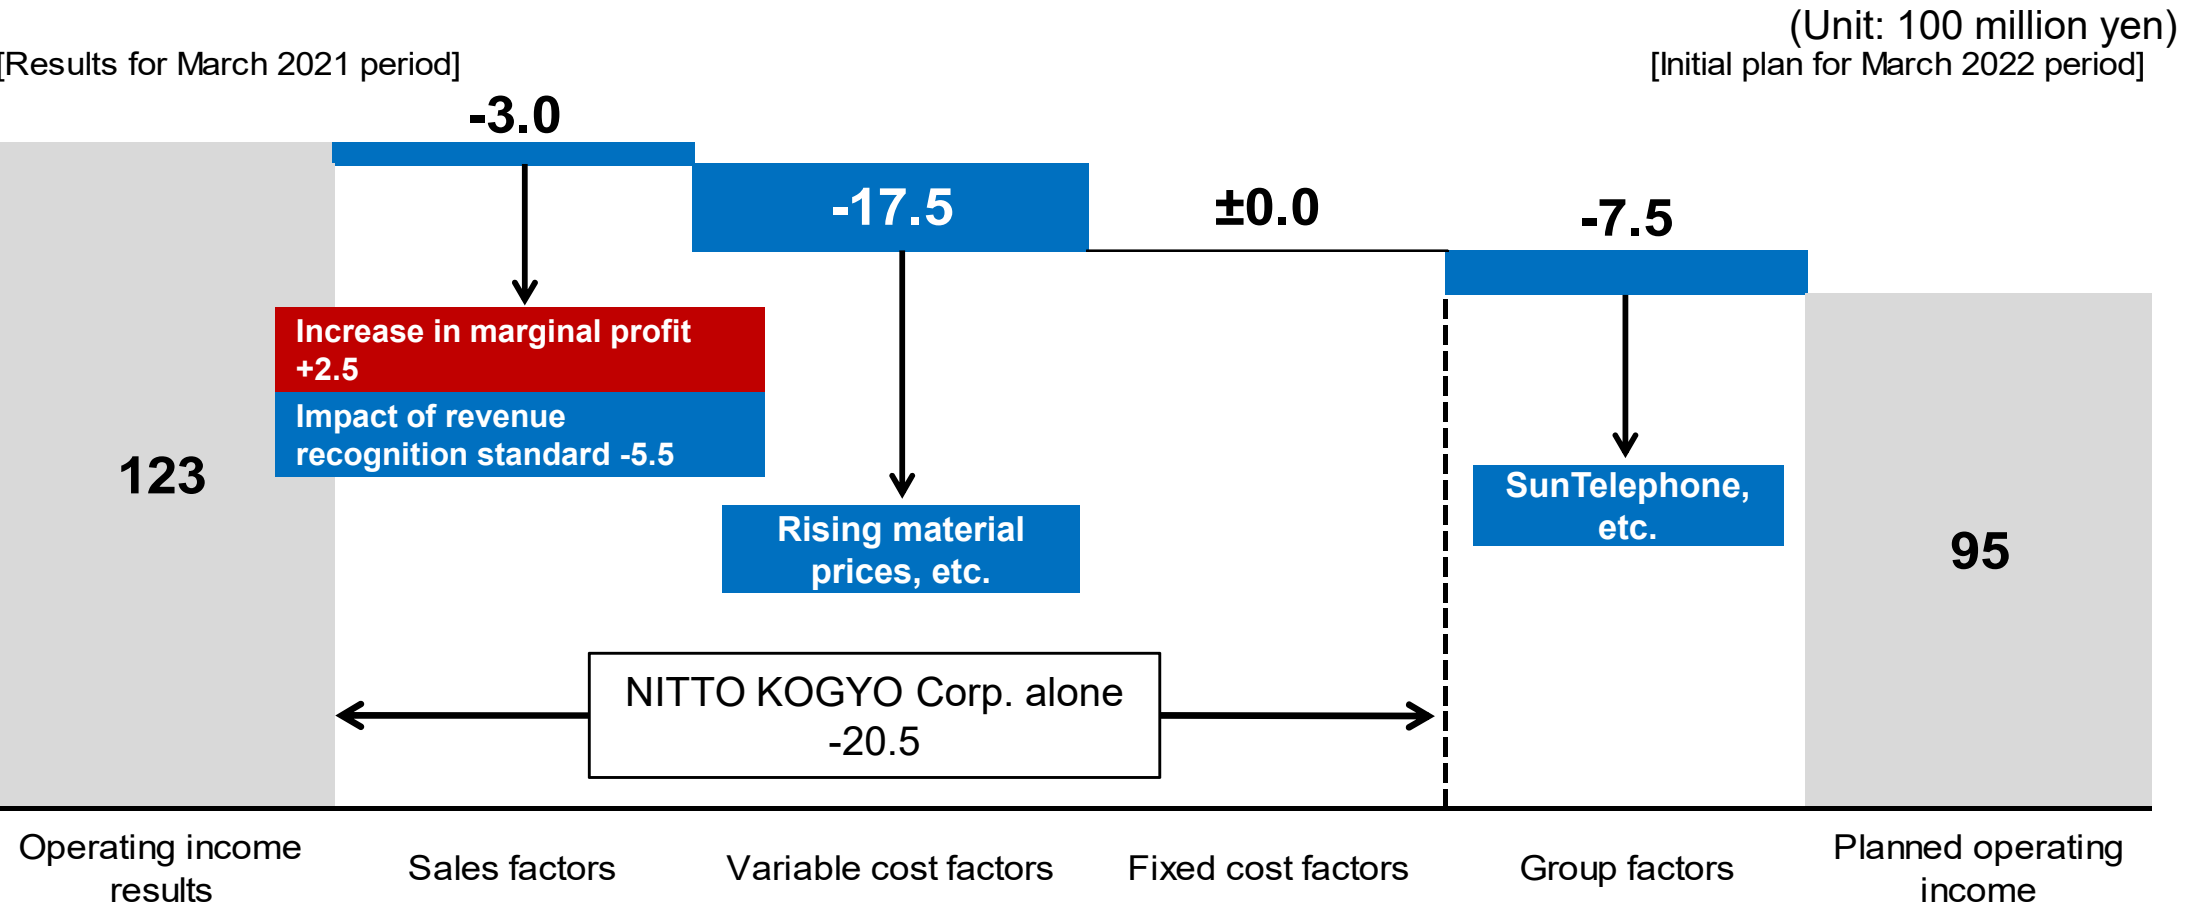 (Unit: 100 million yen)
[Results for March 2021 period]
[Initial plan for March 2022 period]
-3.0
-17.5
±0.0
-7.5
Increase in marginal profit
+2.5
Impact of revenue
recognition standard -5.5
123
Rising material
prices, etc.
SunTelephone,
etc.
95
NITTO KOGYO Corp. alone
-20.5
Operating income
results
Sales factors
Variable cost factors
Fixed cost factors
Group factors
Planned operating
income